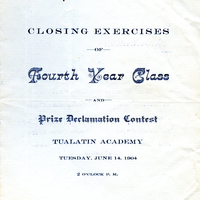 CLOSING EXERCISES
OF
Fourth Year Class
AND
Prize Declamation Contest
TUALATIN ACADEMY
TUESDAY, JUNE 14, 1904
2 O'CLOCK P. M.